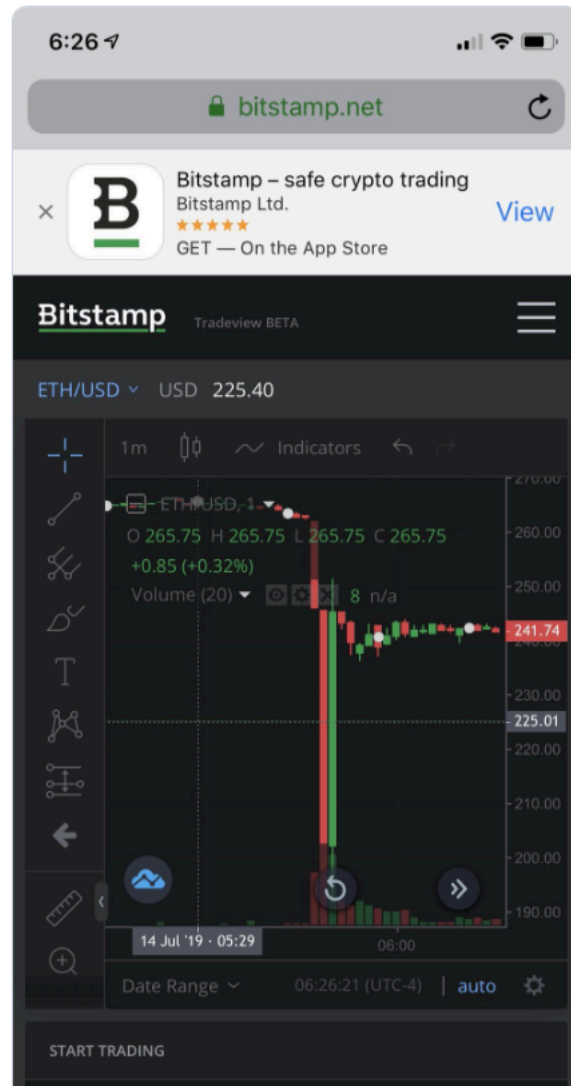 6:26
bitstamp.net
Bitstamp – safe crypto trading
Bitstamp Ltd.
GET — On the App Store
View
Bitstamp Tradeview BETA
ETH/USD USD 225.40
1m Indicators
ETH/USD, 1
O 265.75 H 265.75 L 265.75 C 265.75
+0.85 (+0.32%)
Volume (20) 8 n/a
270.00
260.00
250.00
241.74
230.00
225.01
220.00
210.00
200.00
190.00
14 Jul '19 · 05:29
06:00
Date Range 06:26:21 (UTC-4) | auto
START TRADING